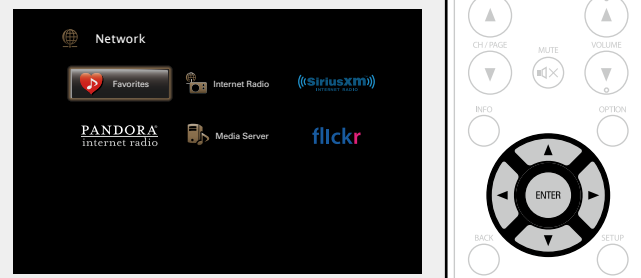 Network
Favorites
Internet Radio
((SiriusXM))
INTERNET RADIO
PANDORA®
internet radio
Media Server
flickr
CH / PAGE
MUTE
VOLUME
INFO
OPTION
ENTER
BACK
SETUP